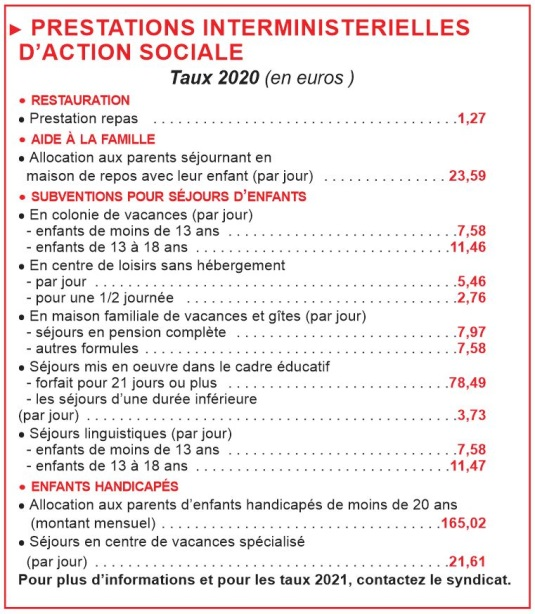 ► PRESTATIONS INTERMINISTERIELLES
D'ACTION SOCIALE
Taux 2020 (en euros )
• RESTAURATION
• Prestation repas . . . . . . . . . . . . . . . . . . . . 1,27
• AIDE À LA FAMILLE
• Allocation aux parents séjournant en
maison de repos avec leur enfant (par jour) . . . . . . . . . . 23,59
• SUBVENTIONS POUR SÉJOURS D'ENFANTS
• En colonie de vacances (par jour)
- enfants de moins de 13 ans . . . . . . . . . . 7,58
- enfants de 13 à 18 ans . . . . . . . . . . 11,46
• En centre de loisirs sans hébergement
- par jour . . . . . . . . . . 5,46
- pour une 1/2 journée . . . . . . . . . . 2,76
• En maison familiale de vacances et gîtes (par jour)
- séjours en pension complète . . . . . . . . . . 7,97
- autres formules . . . . . . . . . . 7,58
• Séjours mis en oeuvre dans le cadre éducatif
- forfait pour 21 jours ou plus . . . . . . . . . . 78,49
- les séjours d'une durée inférieure
(par jour) . . . . . . . . . . 3,73
• Séjours linguistiques (par jour)
- enfants de moins de 13 ans . . . . . . . . . . 7,58
- enfants de 13 à 18 ans . . . . . . . . . . 11,47
• ENFANTS HANDICAPÉS
• Allocation aux parents d'enfants handicapés de moins de 20 ans
(montant mensuel) . . . . . . . . . . 165,02
• Séjours en centre de vacances spécialisé
(par jour) . . . . . . . . . . 21,61
Pour plus d'informations et pour les taux 2021, contactez le syndicat.